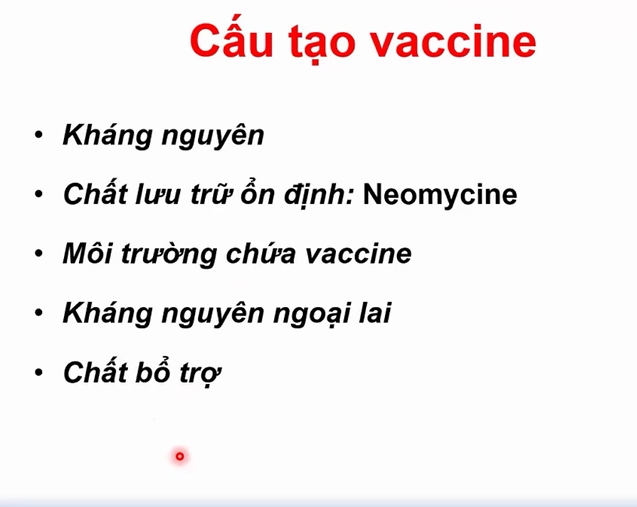 Cấu tạo vaccine
• Kháng nguyên
• Chất lưu trữ ổn định: Neomycine
• Môi trường chứa vaccine
• Kháng nguyên ngoại lai
• Chất bổ trợ